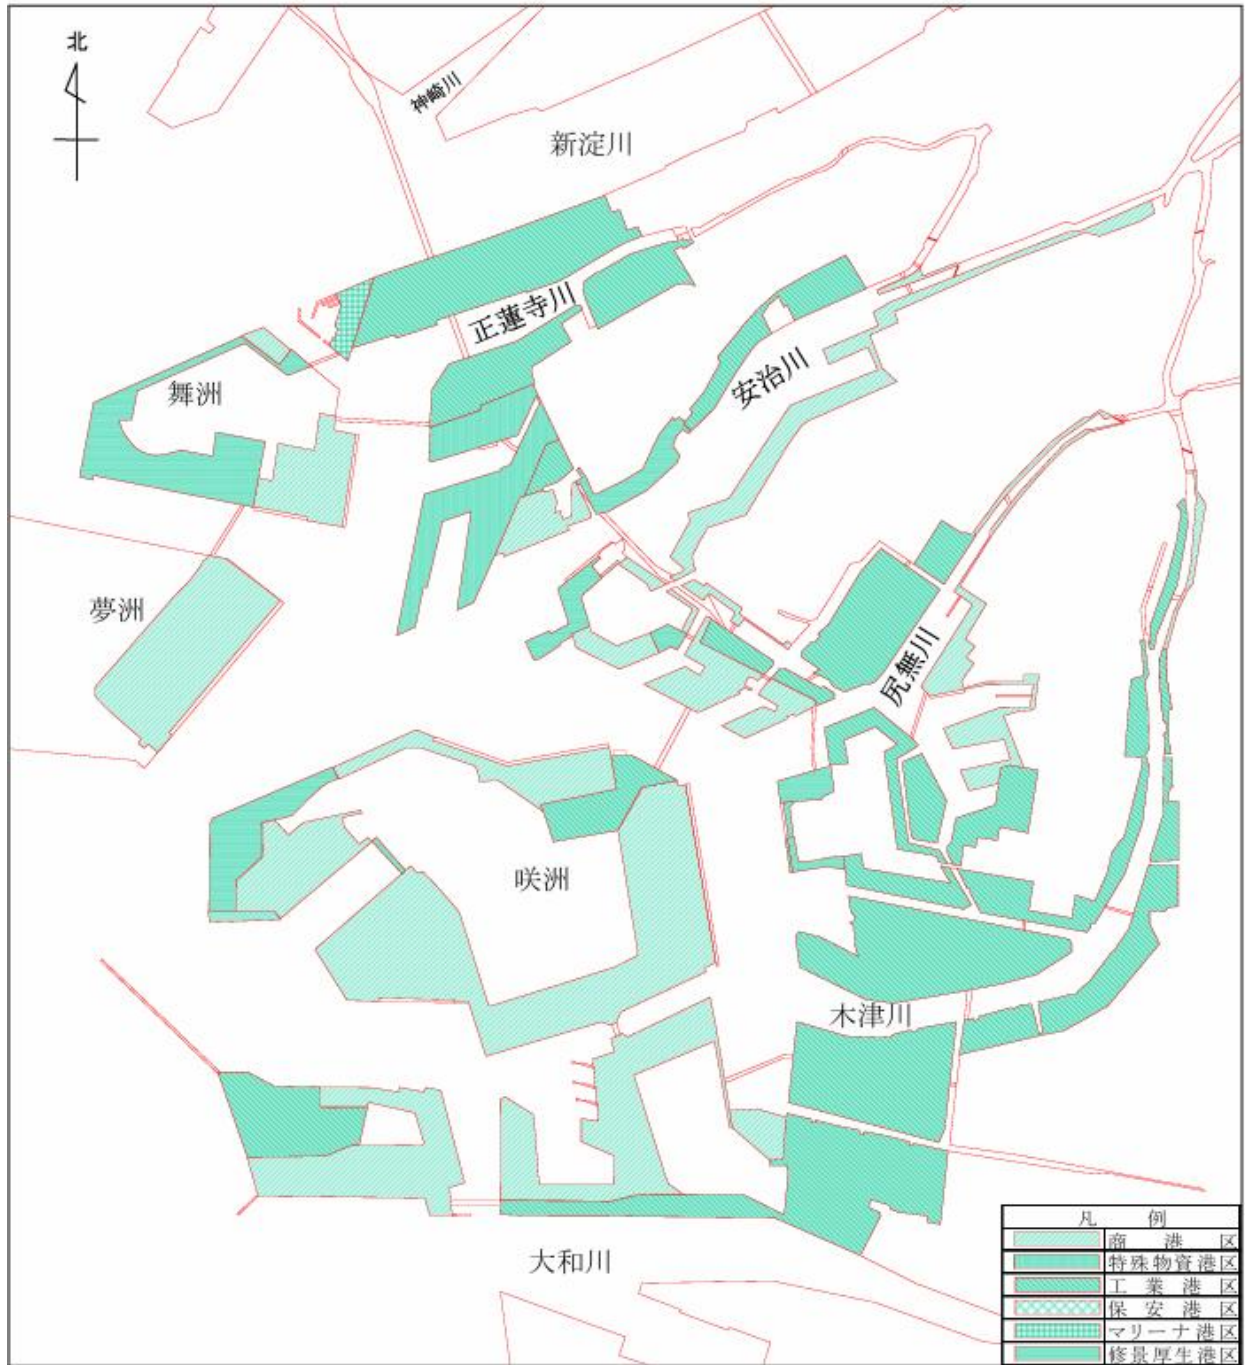 北
神崎川
新淀川
正蓮寺川
舞洲
安治川
夢洲
尻無川
咲洲
木津川
大和川
凡 例
商 港 区
特殊物資港区
工 業 港 区
保 安 港 区
マリーナ港区
修景厚生港区